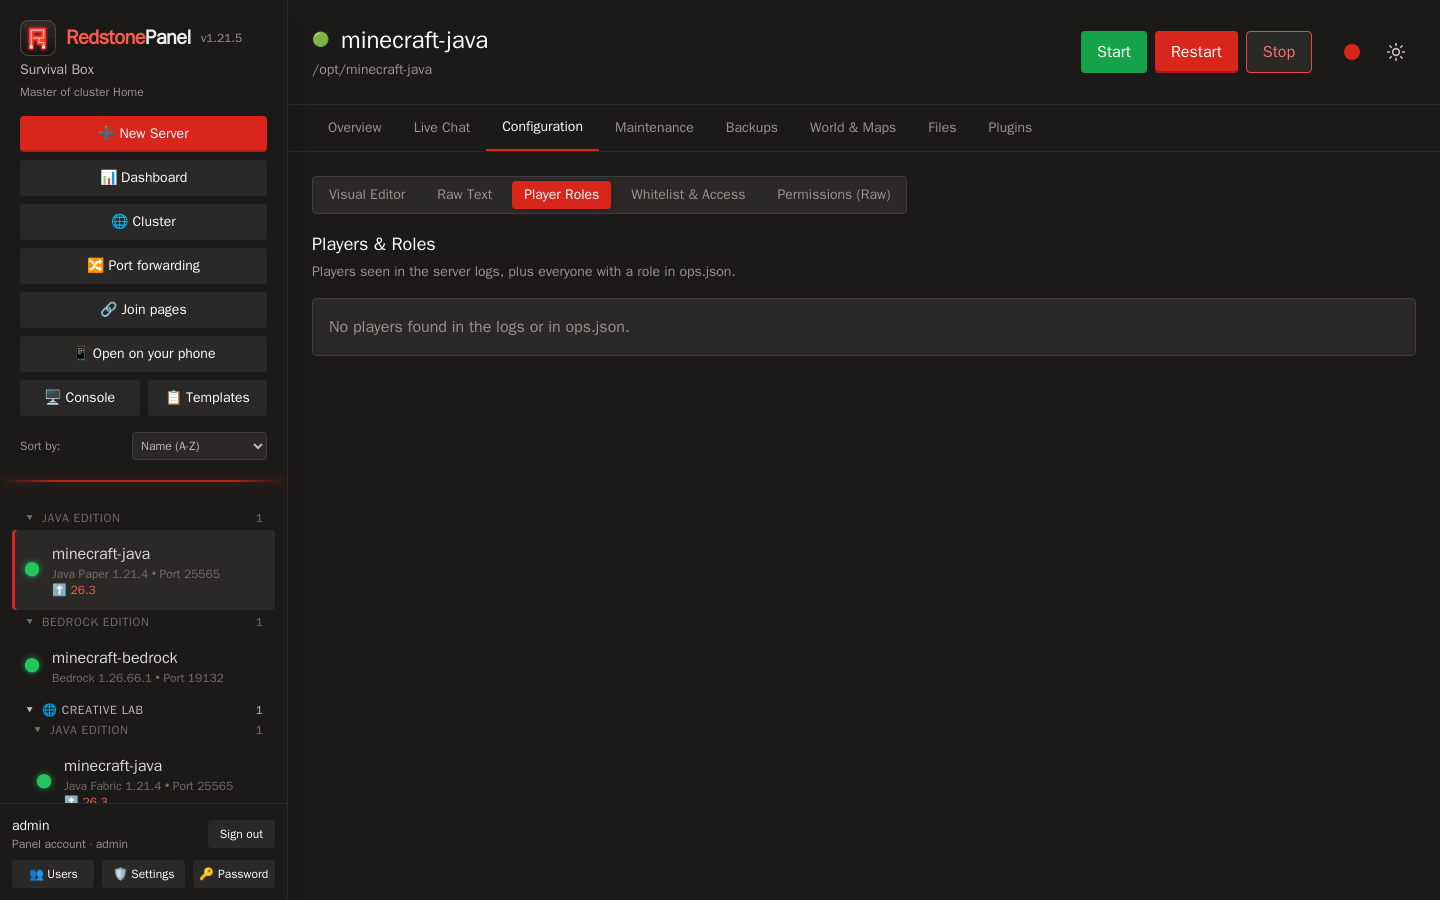 RedstonePanel v1.21.5
Survival Box
Master of cluster Home
New Server
Dashboard
Cluster
Port forwarding
Join pages
Open on your phone
Console
Templates
Sort by:
Name (A-Z)
JAVA EDITION 1
minecraft-java
Java Paper 1.21.4 • Port 25565
26.3
BEDROCK EDITION 1
minecraft-bedrock
Bedrock 1.26.66.1 • Port 19132
CREATIVE LAB 1
JAVA EDITION 1
minecraft-java
Java Fabric 1.21.4 • Port 25565
26.3
admin
Panel account · admin
Sign out
Users
Settings
Password
minecraft-java
/opt/minecraft-java
Start
Restart
Stop
Overview
Live Chat
Configuration
Maintenance
Backups
World & Maps
Files
Plugins
Visual Editor
Raw Text
Player Roles
Whitelist & Access
Permissions (Raw)
Players & Roles
Players seen in the server logs, plus everyone with a role in ops.json.
No players found in the logs or in ops.json.